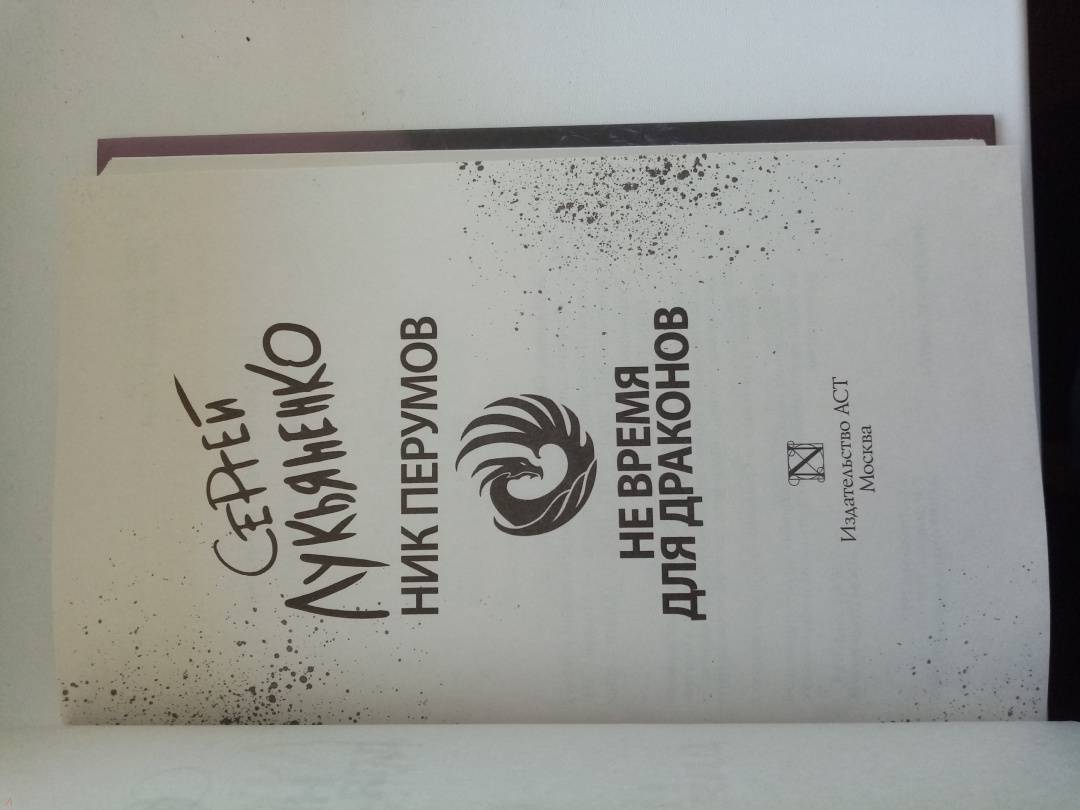 Сергей
Лукьяненко
НИК ПЕРУМОВ
НЕ ВРЕМЯ
ДЛЯ ДРАКОНОВ
Издательство АСТ
Москва